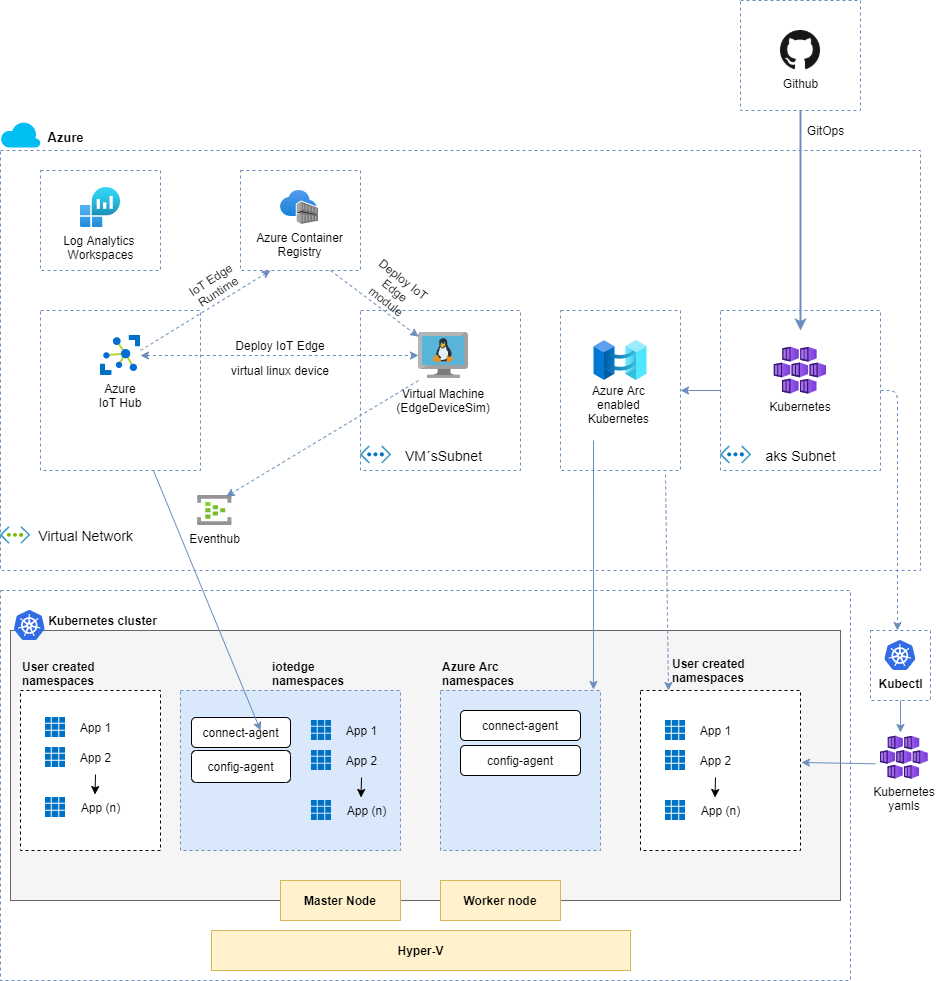 Github
GitOps
Azure
Log Analytics
Workspaces
Azure Container
Registry
IoT Edge
Runtime
Deploy IoT
Edge
module
Azure
IoT Hub
Deploy IoT Edge
virtual linux device
Virtual Machine
(EdgeDeviceSim)
VM´sSubnet
Azure Arc
enabled
Kubernetes
Kubernetes
aks Subnet
Eventhub
Virtual Network
Kubernetes cluster
User created
namespaces
App 1
App 2
App (n)
iotedge
namespaces
connect-agent
config-agent
App 1
App 2
App (n)
Azure Arc
namespaces
connect-agent
config-agent
User created
namespaces
App 1
App 2
App (n)
Kubectl
Kubernetes
yamls
Master Node
Worker node
Hyper-V